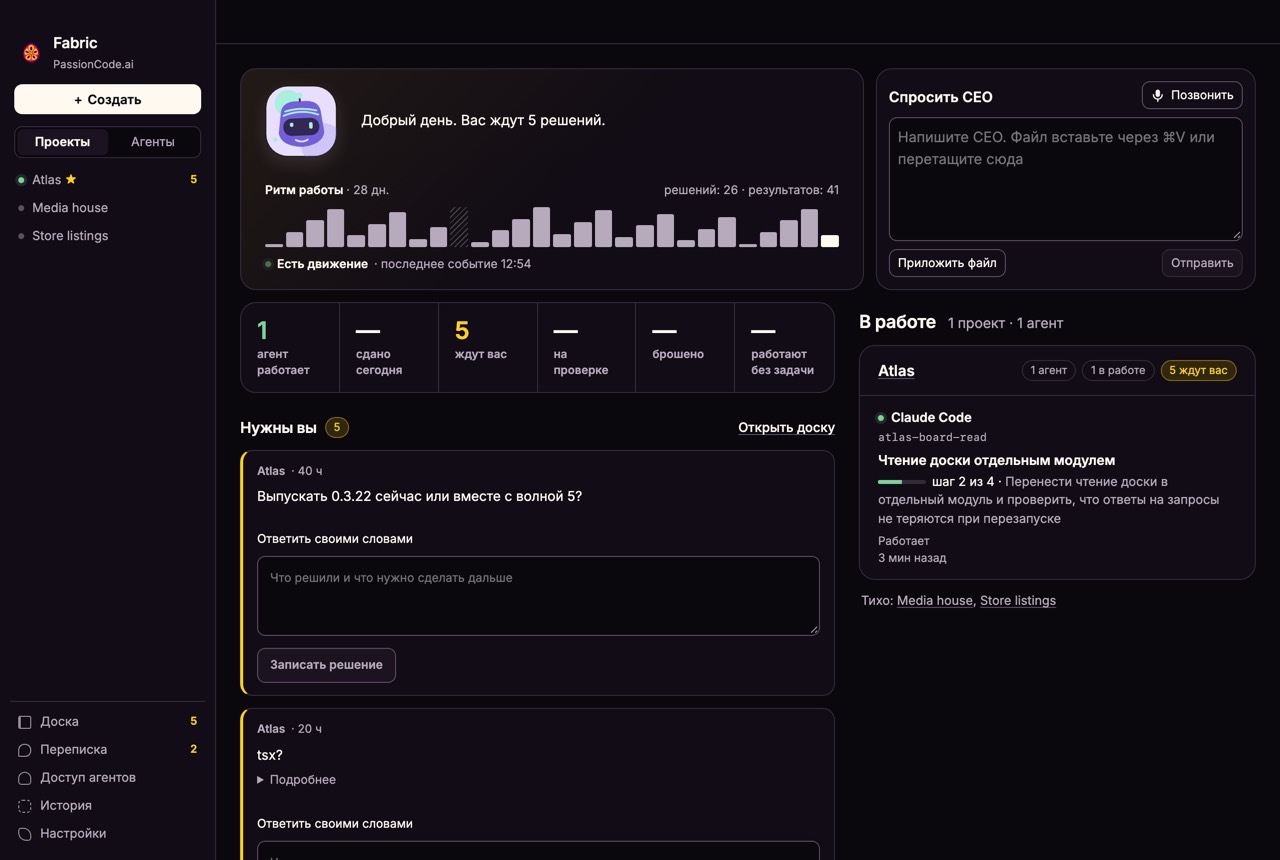 Fabric
PassionCode.ai
+ Создать
Проекты
Агенты
Atlas
5
Media house
Store listings
Доска
5
Переписка
2
Доступ агентов
История
Настройки
Добрый день. Вас ждут 5 решений.
Ритм работы · 28 дн.
решений: 26 · результатов: 41
Есть движение · последнее событие 12:54
Спросить CEO
Позвонить
Напишите CEO. Файл вставьте через ⌘V или
перетащите сюда
Приложить файл
Отправить
1
агент
работает
—
сдано
сегодня
5
ждут вас
—
на
проверке
—
брошено
—
работают
без задачи
Нужны вы
5
Открыть доску
Atlas · 40 ч
Выпускать 0.3.22 сейчас или вместе с волной 5?
Ответить своими словами
Что решили и что нужно сделать дальше
Записать решение
Atlas · 20 ч
tsx?
Подробнее
Ответить своими словами
В работе
1 проект · 1 агент
Atlas
1 агент
1 в работе
5 ждут вас
Claude Code
atlas-board-read
Чтение доски отдельным модулем
шаг 2 из 4 · Перенести чтение доски в
отдельный модуль и проверить, что ответы на запросы
не теряются при перезапуске
Работает
3 мин назад
Тихо: Media house, Store listings